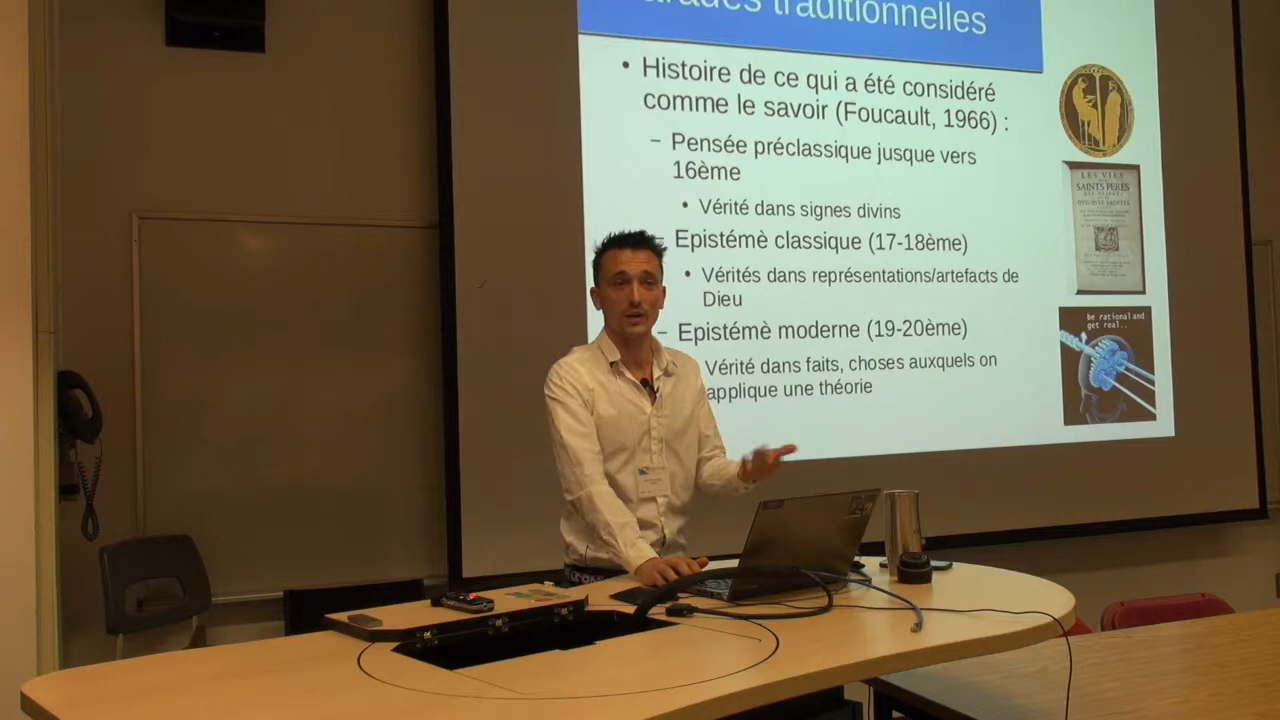 traditionnelles
• Histoire de ce qui a été considéré
comme le savoir (Foucault, 1966) :
– Pensée préclassique jusque vers
16ème
• Vérité dans signes divins
– Epistémè classique (17-18ème)
• Vérités dans représentations/artefacts de
Dieu
– Epistémè moderne (19-20ème)
Vérité dans faits, choses auxquels on
applique une théorie
LES VIES
SAINTS PERES
be rational and
get real..